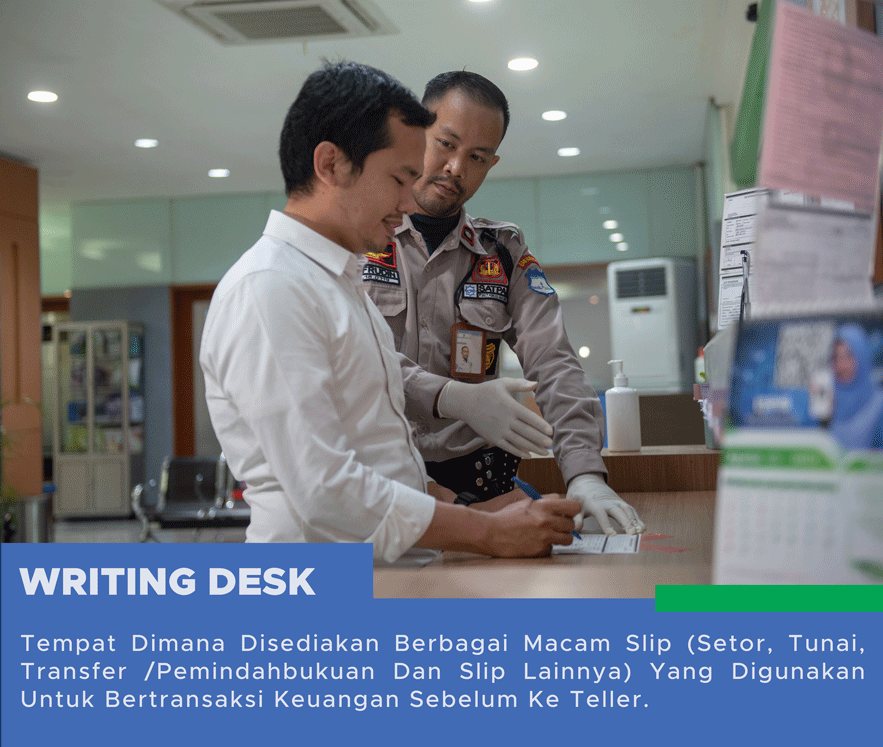 SATPAM
WRITING DESK
Tempat Dimana Disediakan Berbagai Macam Slip (Setor, Tunai,
Transfer /Pemindahbukuan Dan Slip Lainnya) Yang Digunakan
Untuk Bertransaksi Keuangan Sebelum Ke Teller.